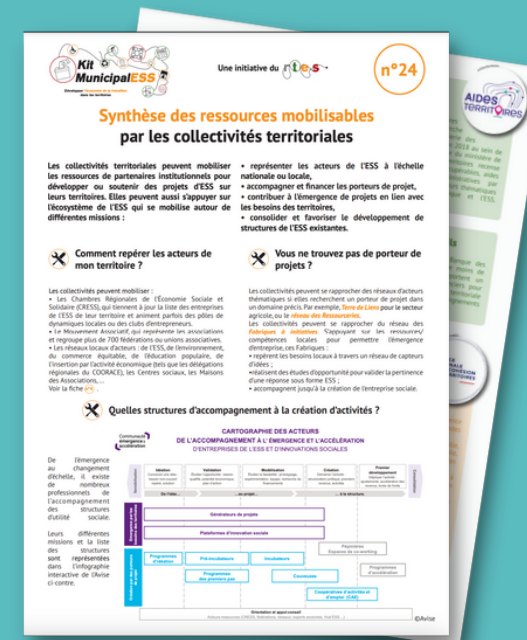 Kit
MunicipalESS
Développer l'économie de la transition
dans les territoires
Une initiative du rtes
n°24
Synthèse des ressources mobilisables
par les collectivités territoriales
Les collectivités territoriales peuvent mobiliser
les ressources de partenaires institutionnels pour
développer ou soutenir des projets d'ESS sur
leurs territoires. Elles peuvent aussi s'appuyer sur
l'écosystème de l'ESS qui se mobilise autour de
différentes missions :
• représenter les acteurs de l'ESS à l'échelle
nationale ou locale,
• accompagner et financer les porteurs de projet,
• contribuer à l'émergence de projets en lien avec
les besoins des territoires,
• consolider et favoriser le développement de
structures de l'ESS existantes.
Comment repérer les acteurs de
mon territoire ?
Les collectivités peuvent mobiliser :
• Les Chambres Régionales de l'Économie Sociale et
Solidaire (CRESS), qui tiennent à jour la liste des entreprises
de l'ESS de leur territoire et animent parfois des pôles de
dynamiques locales ou des clubs d'entrepreneurs.
• Le Mouvement Associatif, qui représente les associations
et regroupe plus de 700 fédérations ou unions associatives.
• Les réseaux locaux d'acteurs : de l'ESS, de l'environnement,
du commerce équitable, de l'éducation populaire, de
l'insertion par l'activité économique (tels que les délégations
régionales du COORACE), les Centres sociaux, les Maisons
des Associations,...
Voir la fiche
Vous ne trouvez pas de porteur de
projets ?
Les collectivités peuvent se rapprocher des réseaux d'acteurs
thématiques si elles recherchent un porteur de projet dans
un domaine précis. Par exemple, Terre de Liens pour le secteur
agricole, ou le réseau des Ressourceries.
Les collectivités peuvent se rapprocher du réseau des
Fabriques à initiatives. S'appuyant sur les ressources/
compétences locales pour permettre l'émergence
d'entreprise, ces Fabriques :
• repèrent les besoins locaux à travers un réseau de capteurs
d'idées ;
• réalisent des études d'opportunité pour valider la pertinence
d'une réponse sous forme ESS ;
• accompagnent jusqu'à la création de l'entreprise sociale.
Quelles structures d'accompagnement à la création d'activités ?
De l'émergence
au changement
d'échelle, il existe
de nombreux
professionnels de
l'accompagnement
des structures
d'utilité sociale.
Leurs différentes
missions et la liste
des structures
sont représentées
dans l'infographie
interactive de l'Avise
ci-contre.
Communauté
émergence &
accélération
CARTOGRAPHIE DES ACTEURS
DE L'ACCOMPAGNEMENT À L'ÉMERGENCE ET L'ACCÉLÉRATION
D'ENTREPRISES DE L'ESS ET D'INNOVATIONS SOCIALES
Idéation
Validation
Modélisation
Création
Premier
développement
De l'idée...
...au projet...
... à la structure
Générateurs de projets
Plateformes d'innovation sociale
Pépinières
Espaces de co-working
Programmes
d'idéation
Pré-incubateurs
Incubateurs
Programmes
d'accélération
Programmes
des premiers pas
Couveuses
Coopératives d'activités et
d'emploi (CAE)
Orientation et appui-conseil
©Avise
AIDES
TERRITOIRES